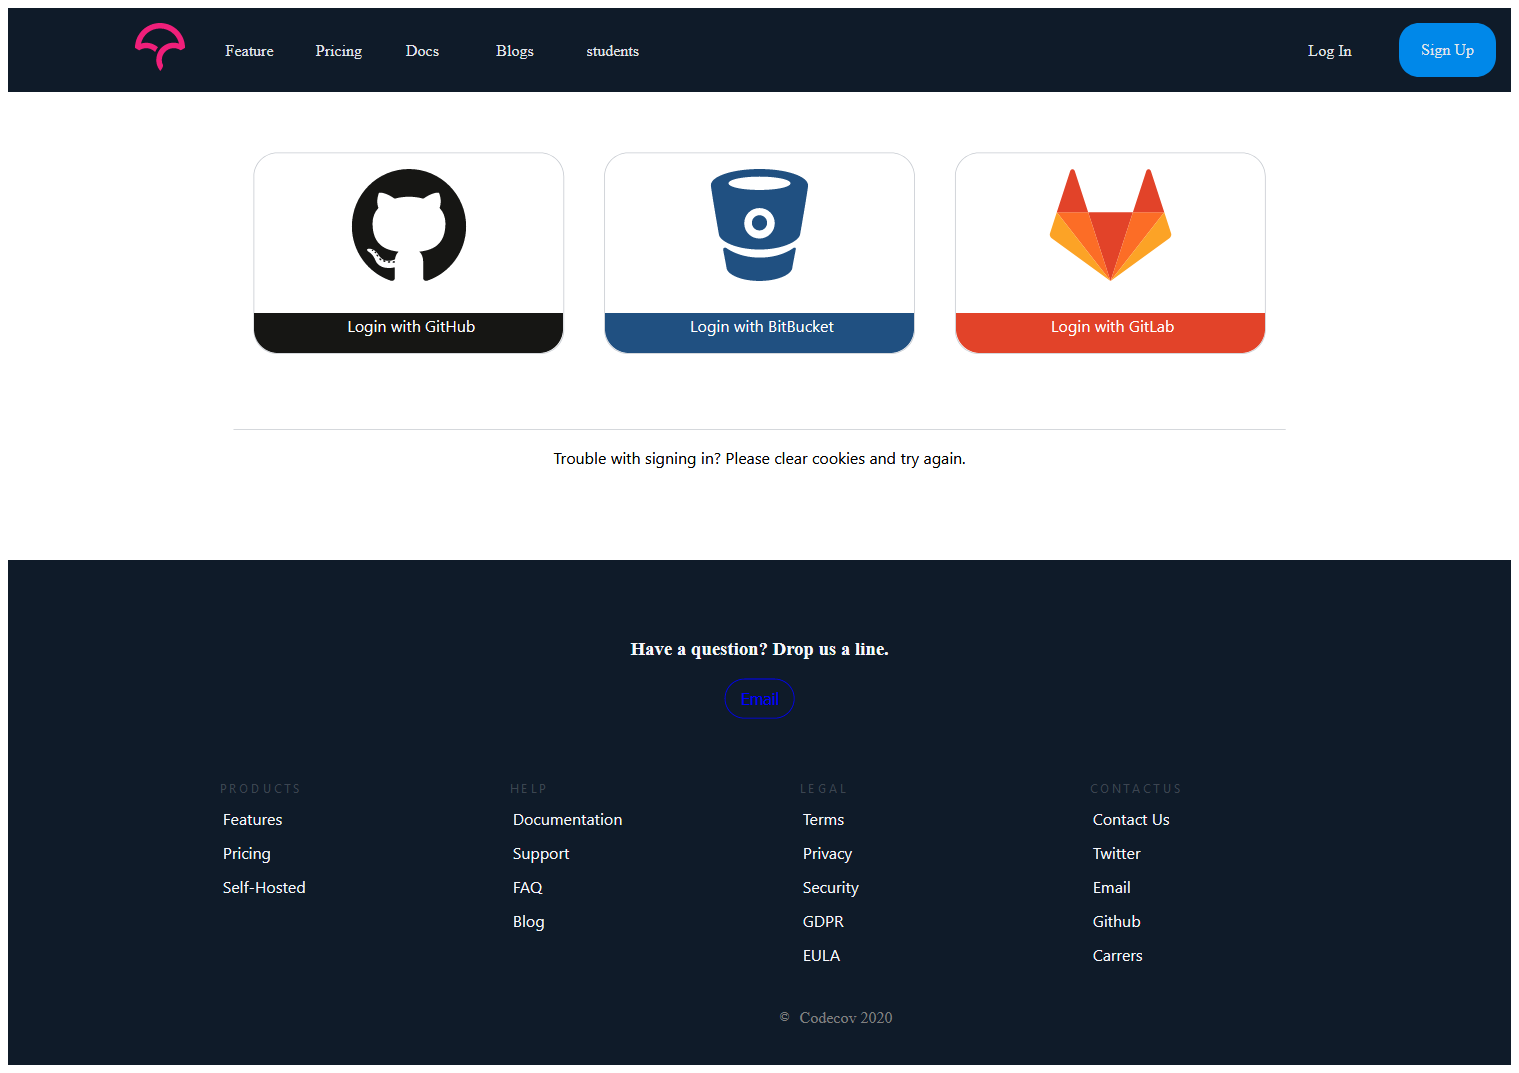 Feature Pricing Docs Blogs students Log In Sign Up
Login with GitHub Login with BitBucket Login with GitLab
Trouble with signing in? Please clear cookies and try again.
Have a question? Drop us a line.
Email
PRODUCTS HELP LEGAL CONTACTUS
Features Documentation Terms Contact Us
Pricing Support Privacy Twitter
Self-Hosted FAQ Security Email
Blog GDPR Github
EULA Carrers
© Codecov 2020